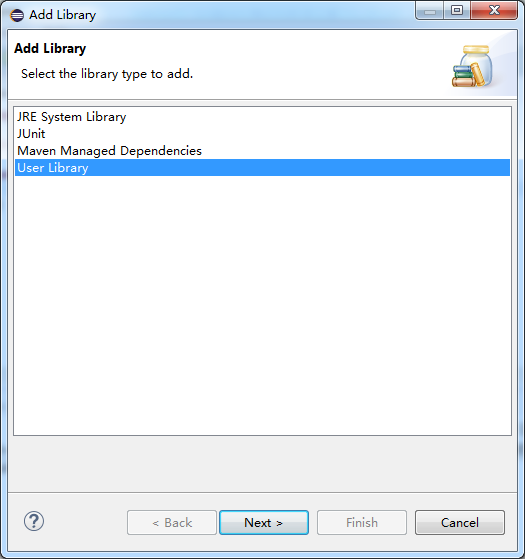 Add Library
Add Library
Select the library type to add.
JRE System Library
JUnit
Maven Managed Dependencies
User Library
?
< Back
Next >
Finish
Cancel